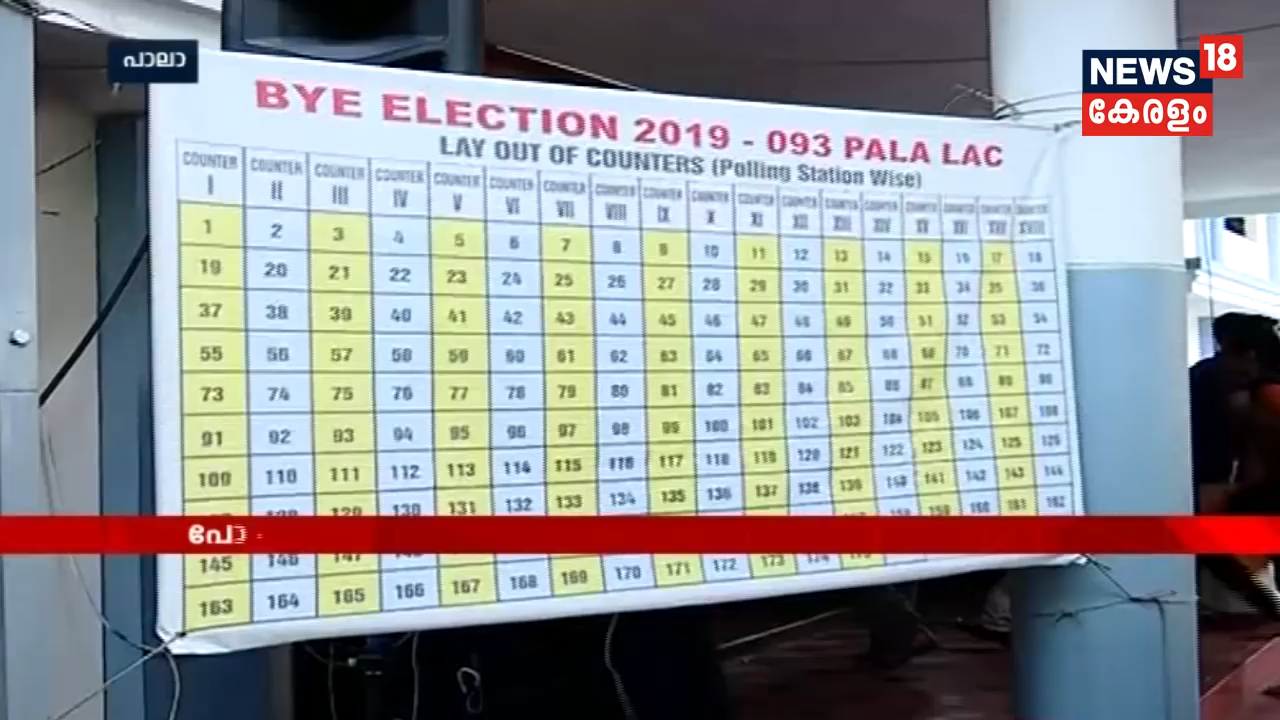 പാലാ
NEWS 18
കേരളം
BYE ELECTION 2019 - 093 PALA LAC
LAY OUT OF COUNTERS (Polling Station Wise)
COUNTER I COUNTER II COUNTER III COUNTER IV COUNTER V COUNTER VI COUNTER VII COUNTER VIII COUNTER IX COUNTER X COUNTER XI COUNTER XII COUNTER XIII COUNTER XIV COUNTER XV COUNTER XVI COUNTER XVII COUNTER XVIII
1 2 3 4 5 6 7 8 9 10 11 12 13 14 15 16 17 18
19 20 21 22 23 24 25 26 27 28 29 30 31 32 33 34 35 36
37 38 39 40 41 42 43 44 45 46 47 48 49 50 51 52 53 54
55 56 57 58 59 60 61 62 63 64 65 66 67 68 69 70 71 72
73 74 75 76 77 78 79 80 81 82 83 84 85 86 87 88 89 90
91 92 93 94 95 96 97 98 99 100 101 102 103 104 105 106 107 108
109 110 111 112 113 114 115 116 117 118 119 120 121 122 123 124 125 126
129 130 131 132 133 134 135 136 137 138 139 140 141 142 143 144
145 146 147 159 160 161 162
163 164 165 166 167 168 169 170 171 172 173 174
പോ